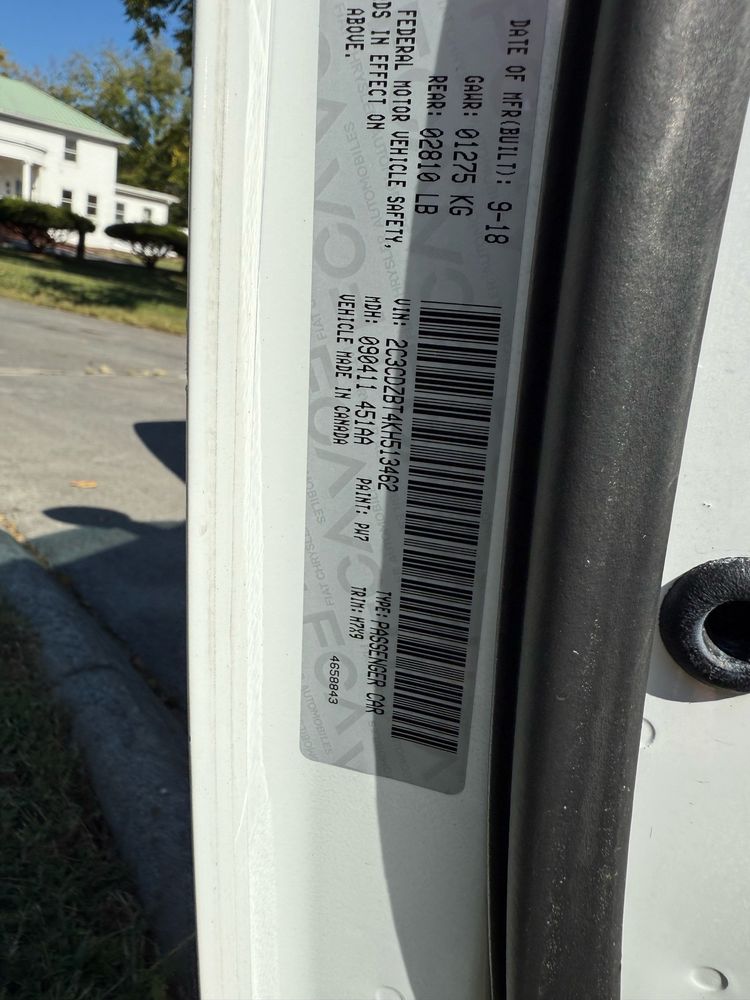 DATE OF MFR(BUILT): 9-18
GAWR: 01275 KG
REAR: 02810 LB
FEDERAL MOTOR VEHICLE SAFETY,
DS IN EFFECT ON
ABOVE.
VIN: 2C3CDZBT4KH513462
TYPE: PASSENGER CAR
MDH: 090411 451AA PAINT: PW7
TRIM: H7X9
VEHICLE MADE IN CANADA
4658843